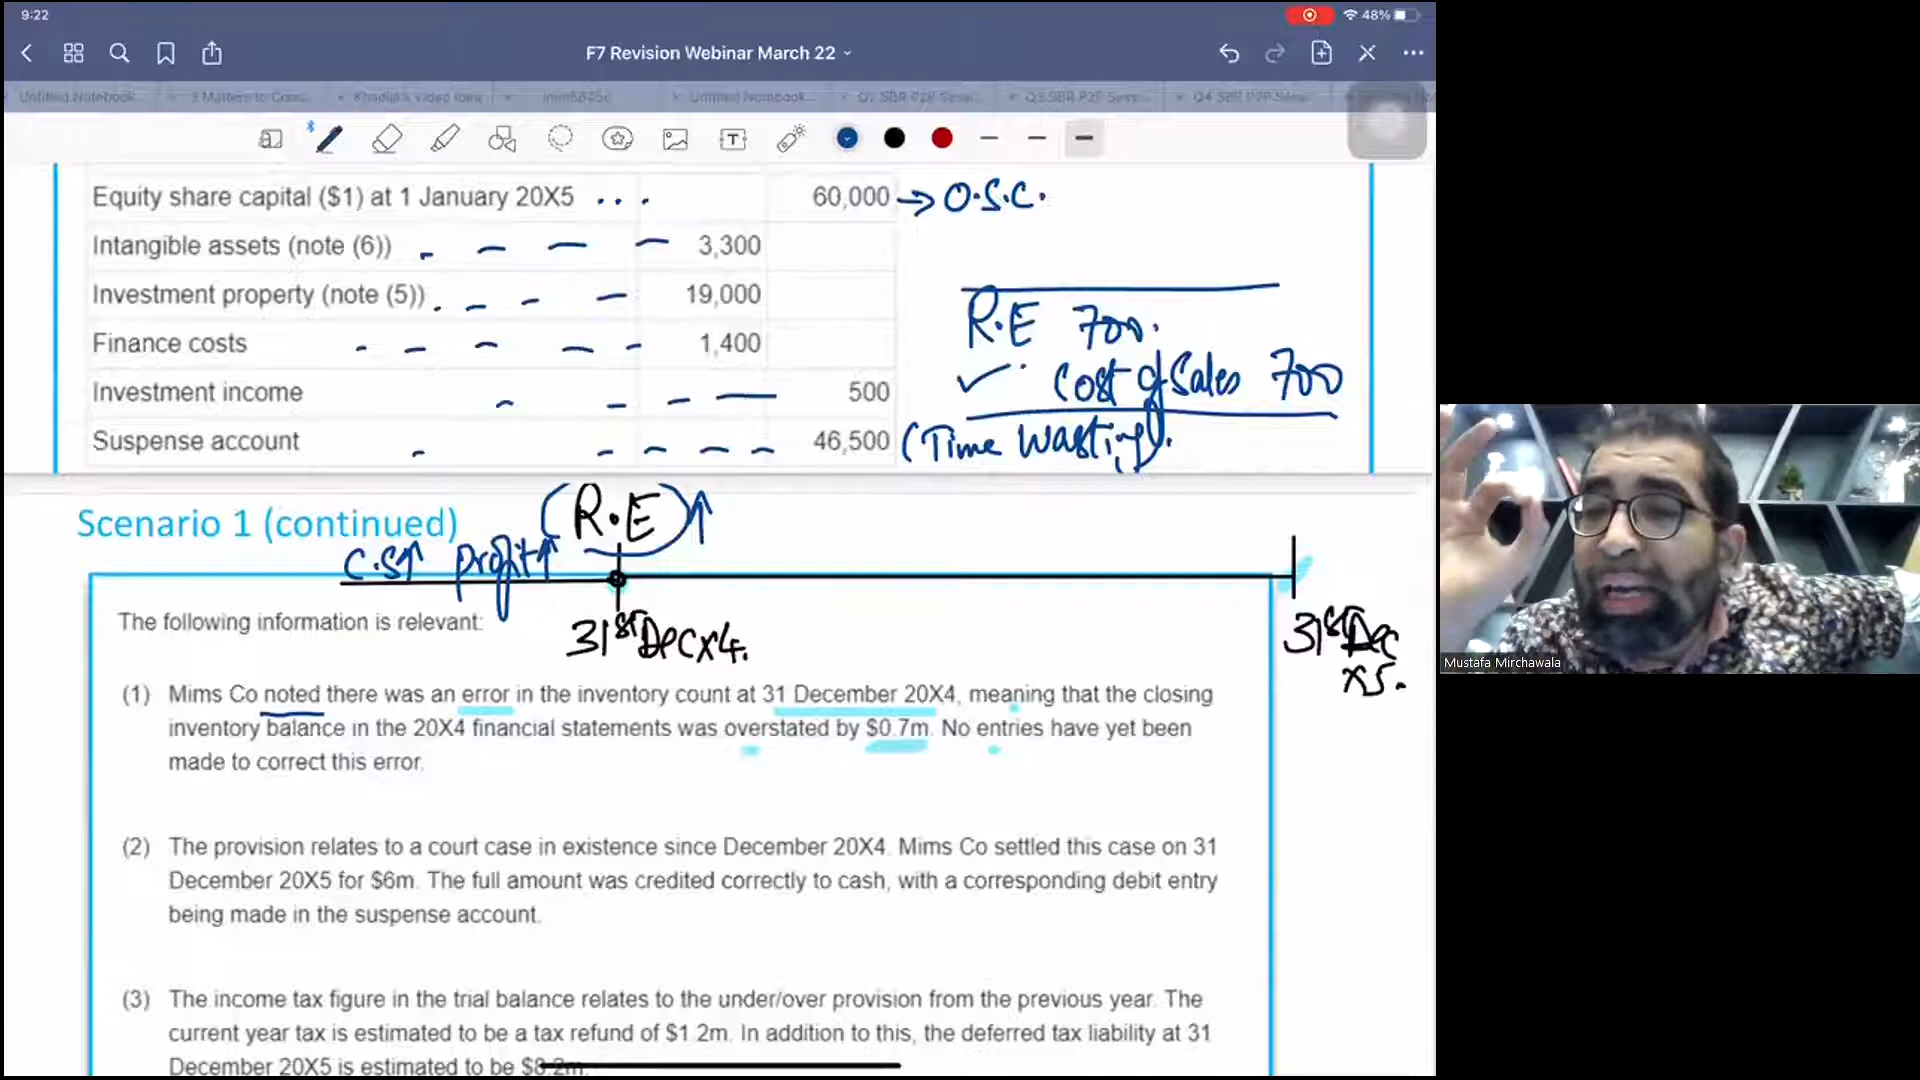 9:22
48%
F7 Revision Webinar March 22
Untitled Notebook...
Untitled Notebook...
Equity share capital ($1) at 1 January 20X5 ... 60,000 → O.S.C.
Intangible assets (note (6)) 3,300
Investment property (note (5)) 19,000
R.E 700.
Finance costs 1,400
✓ Cost of Sales 700
Investment income 500
Suspense account 46,500 (Time Wasting).
Scenario 1 (continued) (R.E)↑
C.S↑ profit↑
The following information is relevant:
31st Dec x4.
31st Dec
x5.
(1) Mims Co noted there was an error in the inventory count at 31 December 20X4, meaning that the closing
inventory balance in the 20X4 financial statements was overstated by $0.7m. No entries have yet been
made to correct this error.
(2) The provision relates to a court case in existence since December 20X4. Mims Co settled this case on 31
December 20X5 for $6m. The full amount was credited correctly to cash, with a corresponding debit entry
being made in the suspense account.
(3) The income tax figure in the trial balance relates to the under/over provision from the previous year. The
current year tax is estimated to be a tax refund of $1.2m. In addition to this, the deferred tax liability at 31
December 20X5 is estimated to be $8.2m.
Mustafa Mirchawala